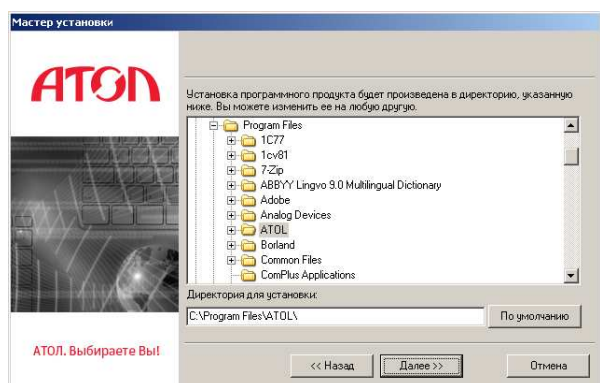 Мастер установки
АТОЛ
Установка программного продукта будет произведена в директорию, указанную
ниже. Вы можете изменить ее на любую другую.
Program Files
1C77
1cv81
7-Zip
ABBYY Lingvo 9.0 Multilingual Dictionary
Adobe
Analog Devices
ATOL
Borland
Common Files
ComPlus Applications
Директория для установки:
C:\Program Files\ATOL\
По умолчанию
АТОЛ. Выбираете Вы!
<< Назад
Далее >>
Отмена